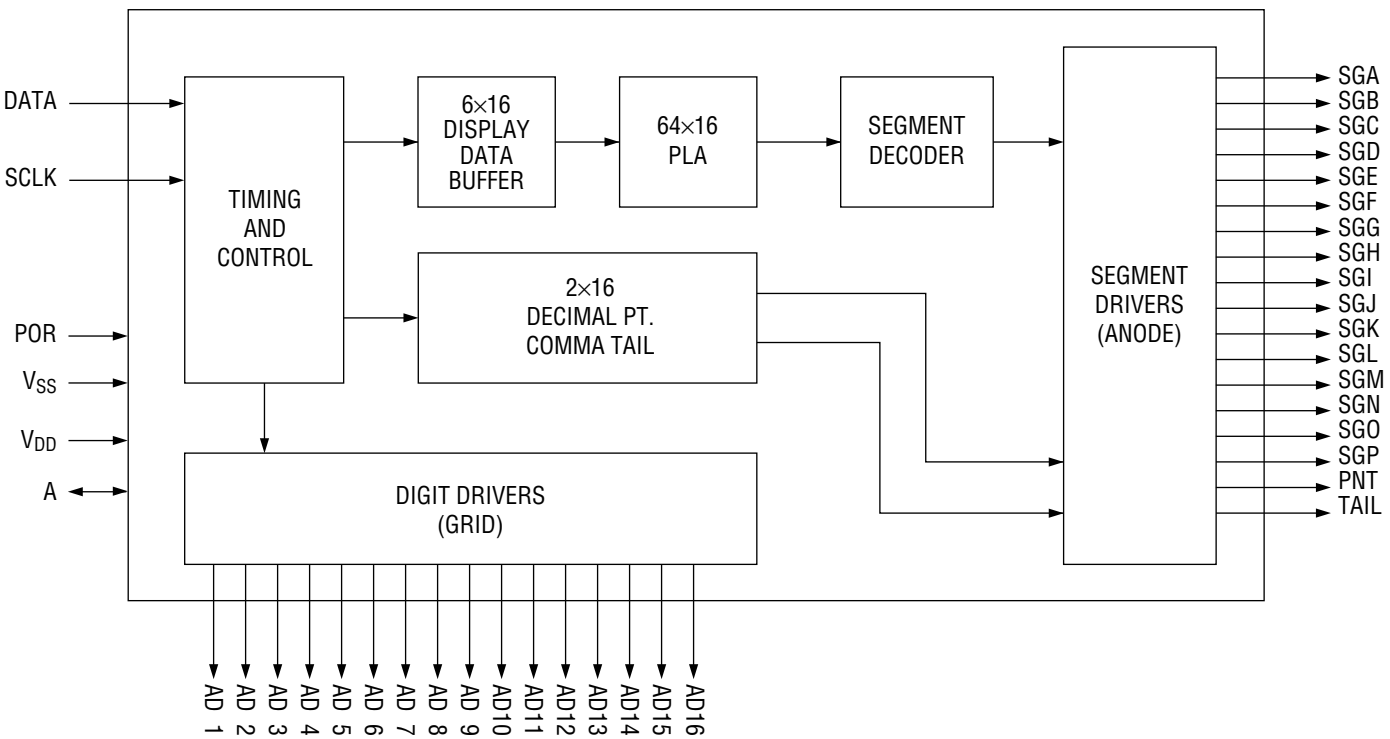 DATA
SCLK
POR
VSS
VDD
A
TIMING
AND
CONTROL
6×16
DISPLAY
DATA
BUFFER
64×16
PLA
SEGMENT
DECODER
2×16
DECIMAL PT.
COMMA TAIL
DIGIT DRIVERS
(GRID)
SEGMENT
DRIVERS
(ANODE)
SGA
SGB
SGC
SGD
SGE
SGF
SGG
SGH
SGI
SGJ
SGK
SGL
SGM
SGN
SGO
SGP
PNT
TAIL
AD 1
AD 2
AD 3
AD 4
AD 5
AD 6
AD 7
AD 8
AD 9
AD10
AD11
AD12
AD13
AD14
AD15
AD16